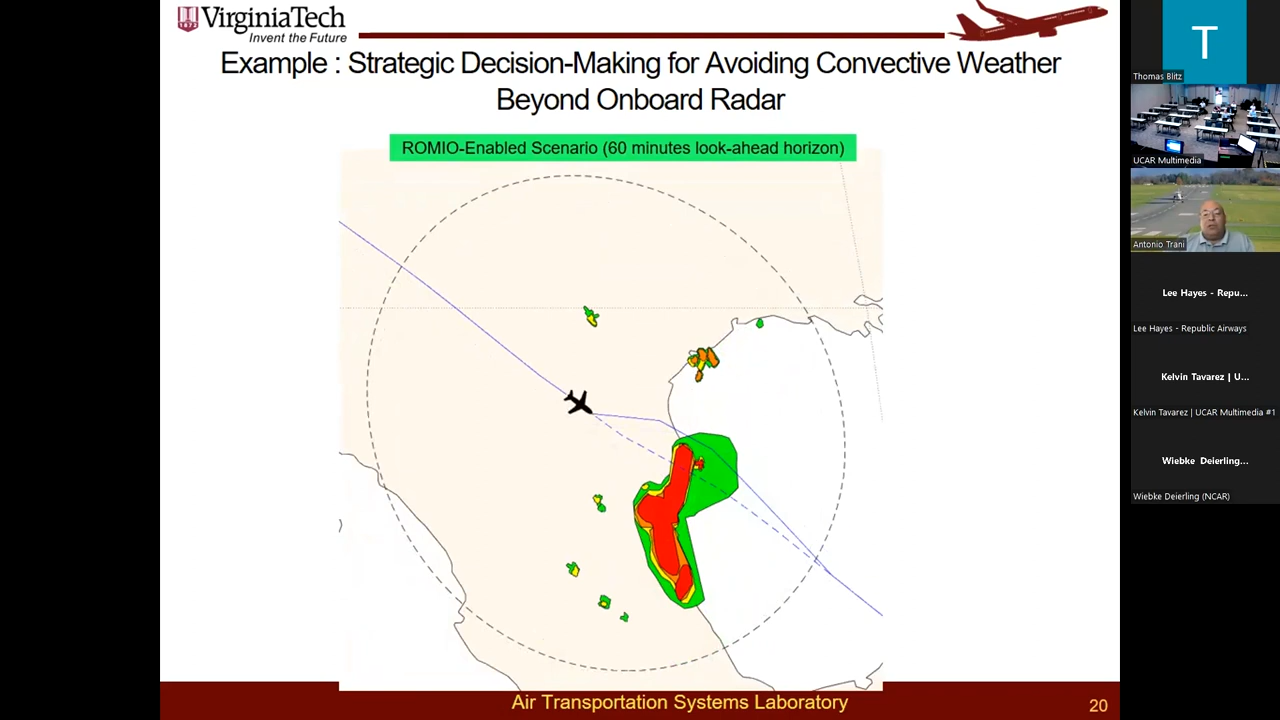 VirginiaTech
Invent the Future
Example : Strategic Decision-Making for Avoiding Convective Weather
Beyond Onboard Radar
ROMIO-Enabled Scenario (60 minutes look-ahead horizon)
Air Transportation Systems Laboratory
20
T
Thomas Blitz
UCAR Multimedia
Antonio Trani
Lee Hayes - Repu...
Lee Hayes - Republic Airways
Kelvin Tavarez | U...
Kelvin Tavarez | UCAR Multimedia #1
Wiebke Deierling...
Wiebke Deierling (NCAR)